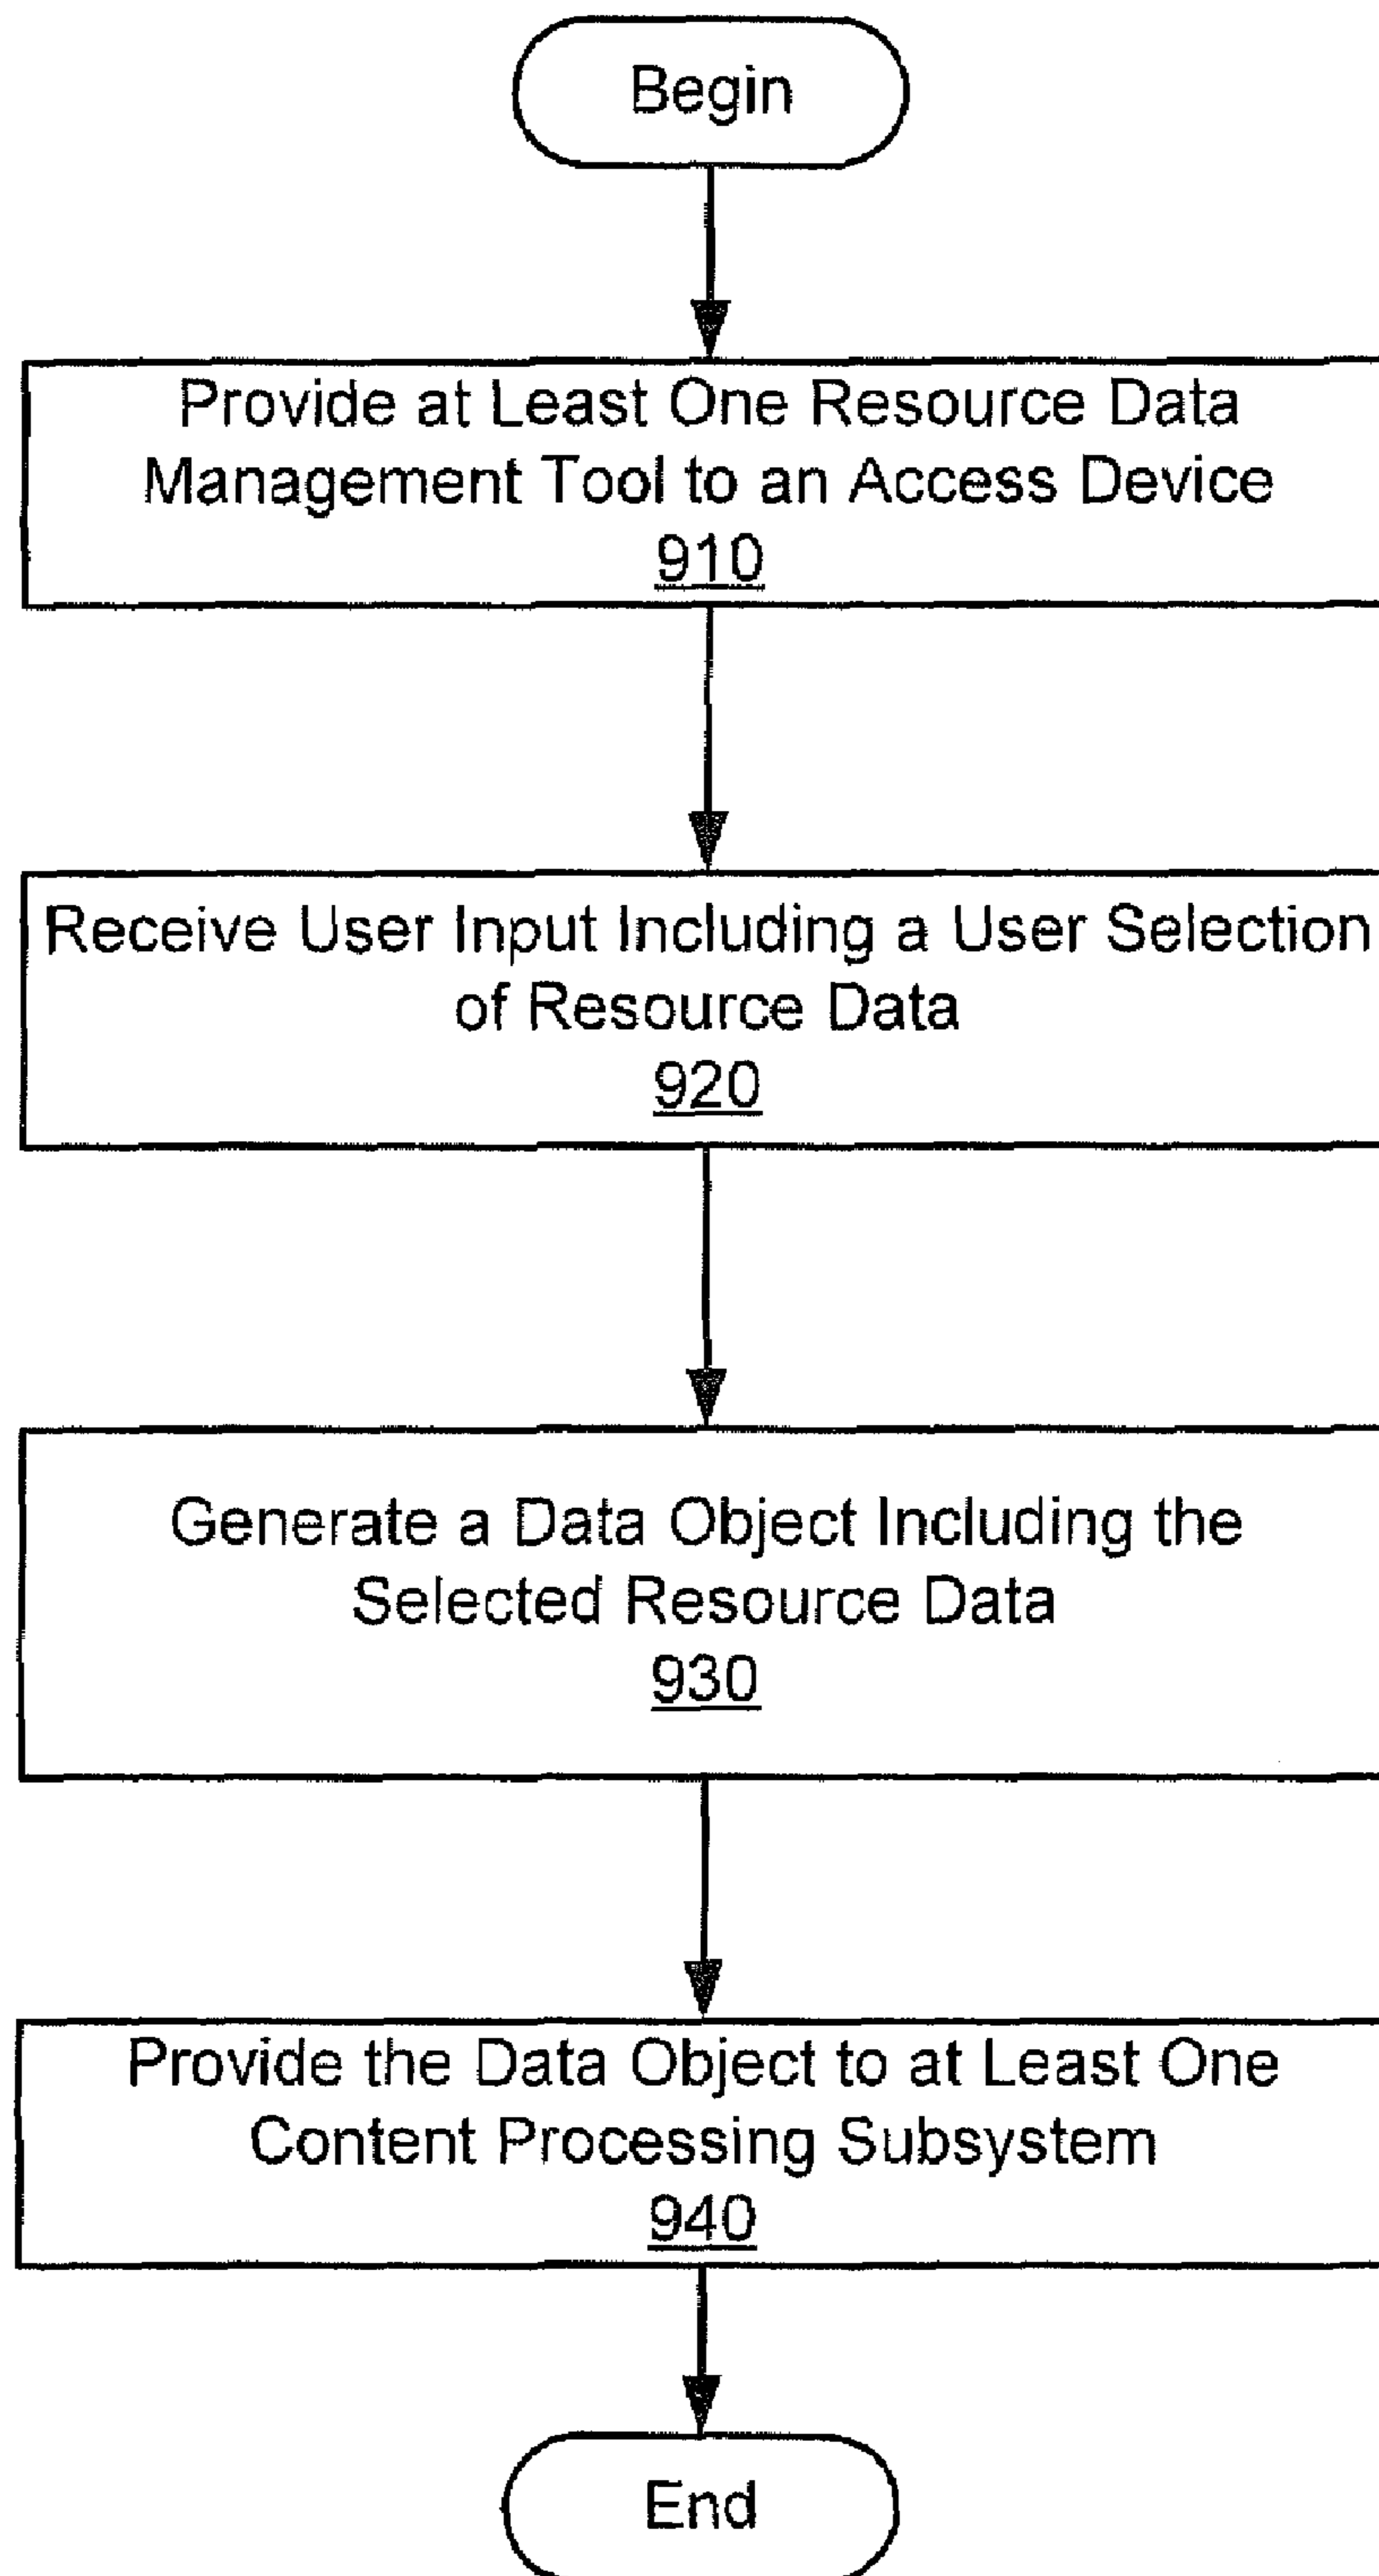 Begin
Provide at Least One Resource Data
Management Tool to an Access Device
910
Receive User Input Including a User Selection
of Resource Data
920
Generate a Data Object Including the
Selected Resource Data
930
Provide the Data Object to at Least One
Content Processing Subsystem
940
End